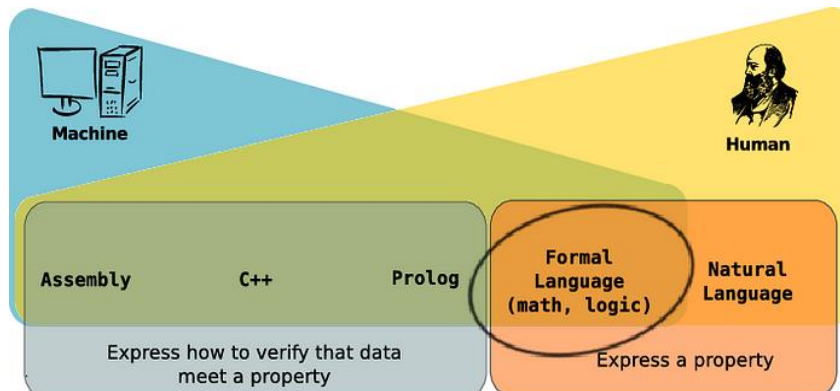 Machine
Human
Assembly
C++
Prolog
Formal
Language
(math, logic)
Natural
Language
Express how to verify that data
meet a property
Express a property